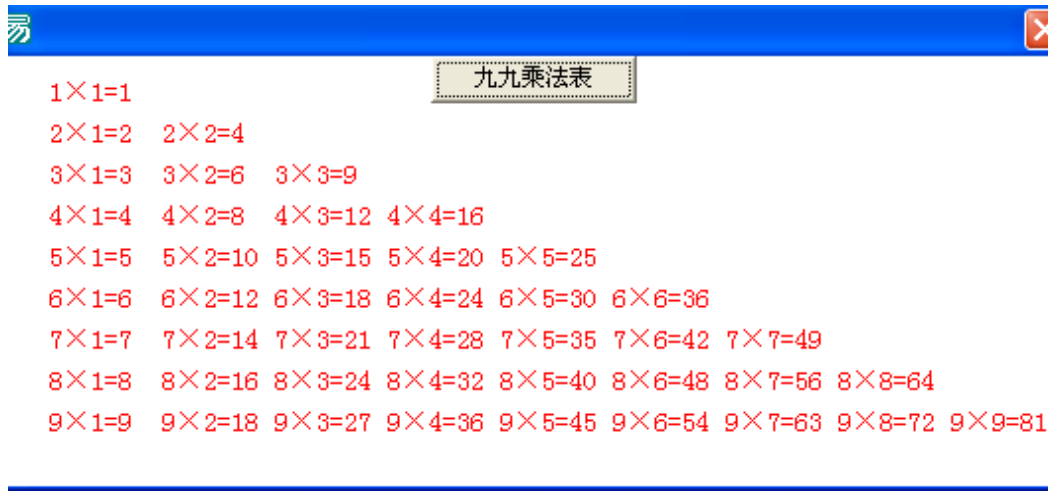 易
九九乘法表
1×1=1
2×1=2 2×2=4
3×1=3 3×2=6 3×3=9
4×1=4 4×2=8 4×3=12 4×4=16
5×1=5 5×2=10 5×3=15 5×4=20 5×5=25
6×1=6 6×2=12 6×3=18 6×4=24 6×5=30 6×6=36
7×1=7 7×2=14 7×3=21 7×4=28 7×5=35 7×6=42 7×7=49
8×1=8 8×2=16 8×3=24 8×4=32 8×5=40 8×6=48 8×7=56 8×8=64
9×1=9 9×2=18 9×3=27 9×4=36 9×5=45 9×6=54 9×7=63 9×8=72 9×9=81